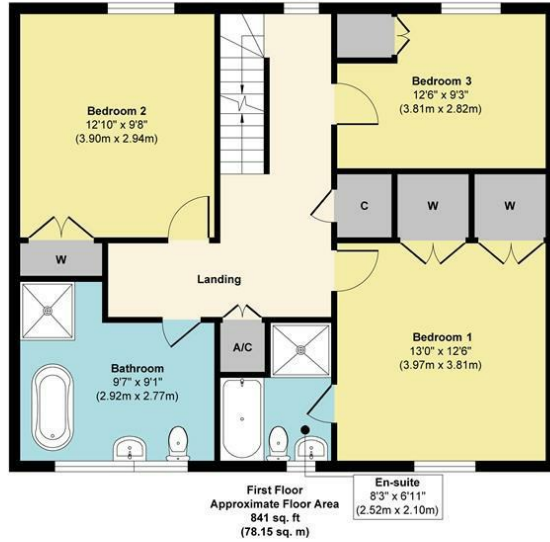 Bedroom 2
12'10" x 9'8"
(3.90m x 2.94m)
Bedroom 3
12'6" x 9'3"
(3.81m x 2.82m)
C
W
W
W
Landing
A/C
Bedroom 1
13'0" x 12'6"
(3.97m x 3.81m)
Bathroom
9'7" x 9'1"
(2.92m x 2.77m)
En-suite
8'3" x 6'11"
(2.52m x 2.10m)
First Floor
Approximate Floor Area
841 sq. ft
(78.15 sq. m)